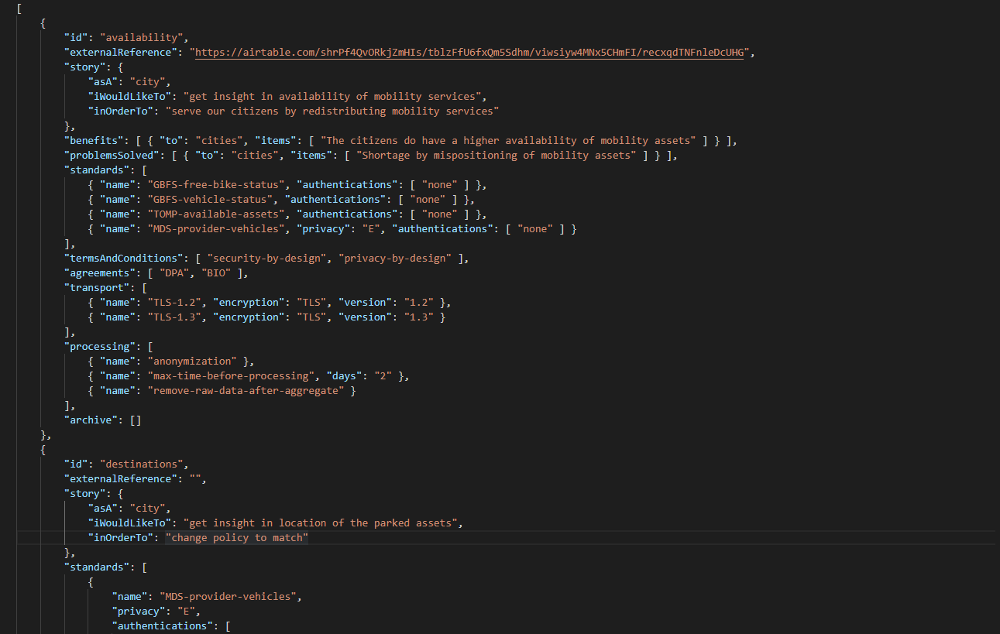 [
{
"id": "availability",
"externalReference": "https://airtable.com/shrPf4QvORkjZmHIs/tblzFfU6fxQm5Sdhm/viwsiyw4MNx5CHmFI/recxqdTNFnleDcUHG",
"story": {
"asA": "city",
"iWouldLikeTo": "get insight in availability of mobility services",
"inOrderTo": "serve our citizens by redistributing mobility services"
},
"benefits": [ { "to": "cities", "items": [ "The citizens do have a higher availability of mobility assets" ] } ],
"problemsSolved": [ { "to": "cities", "items": [ "Shortage by mispositioning of mobility assets" ] } ],
"standards": [
{ "name": "GBFS-free-bike-status", "authentications": [ "none" ] },
{ "name": "GBFS-vehicle-status", "authentications": [ "none" ] },
{ "name": "TOMP-available-assets", "authentications": [ "none" ] },
{ "name": "MDS-provider-vehicles", "privacy": "E", "authentications": [ "none" ] }
],
"termsAndConditions": [ "security-by-design", "privacy-by-design" ],
"agreements": [ "DPA", "BIO" ],
"transport": [
{ "name": "TLS-1.2", "encryption": "TLS", "version": "1.2" },
{ "name": "TLS-1.3", "encryption": "TLS", "version": "1.3" }
],
"processing": [
{ "name": "anonymization" },
{ "name": "max-time-before-processing", "days": "2" },
{ "name": "remove-raw-data-after-aggregate" }
],
"archive": []
},
{
"id": "destinations",
"externalReference": "",
"story": {
"asA": "city",
"iWouldLikeTo": "get insight in location of the parked assets",
"inOrderTo": "change policy to match"
},
"standards": [
{
"name": "MDS-provider-vehicles",
"privacy": "E",
"authentications": [